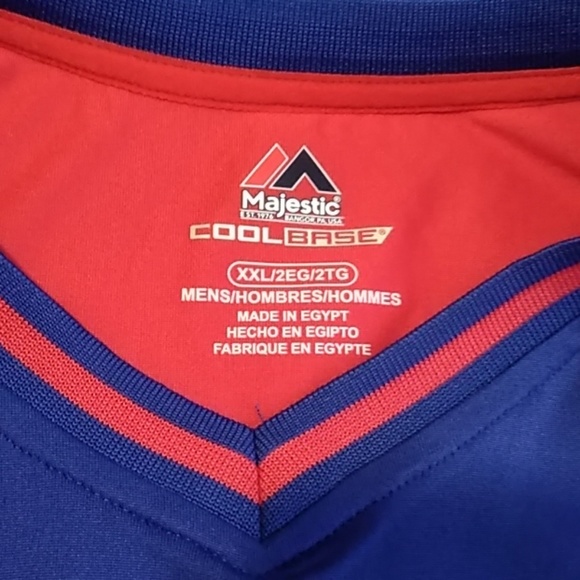 Majestic®
EST. 1976 BANGOR, PA, USA
COOLBASE®
XXL/2EG/2TG
MENS/HOMBRES/HOMMES
MADE IN EGYPT
HECHO EN EGIPTO
FABRIQUE EN EGYPTE